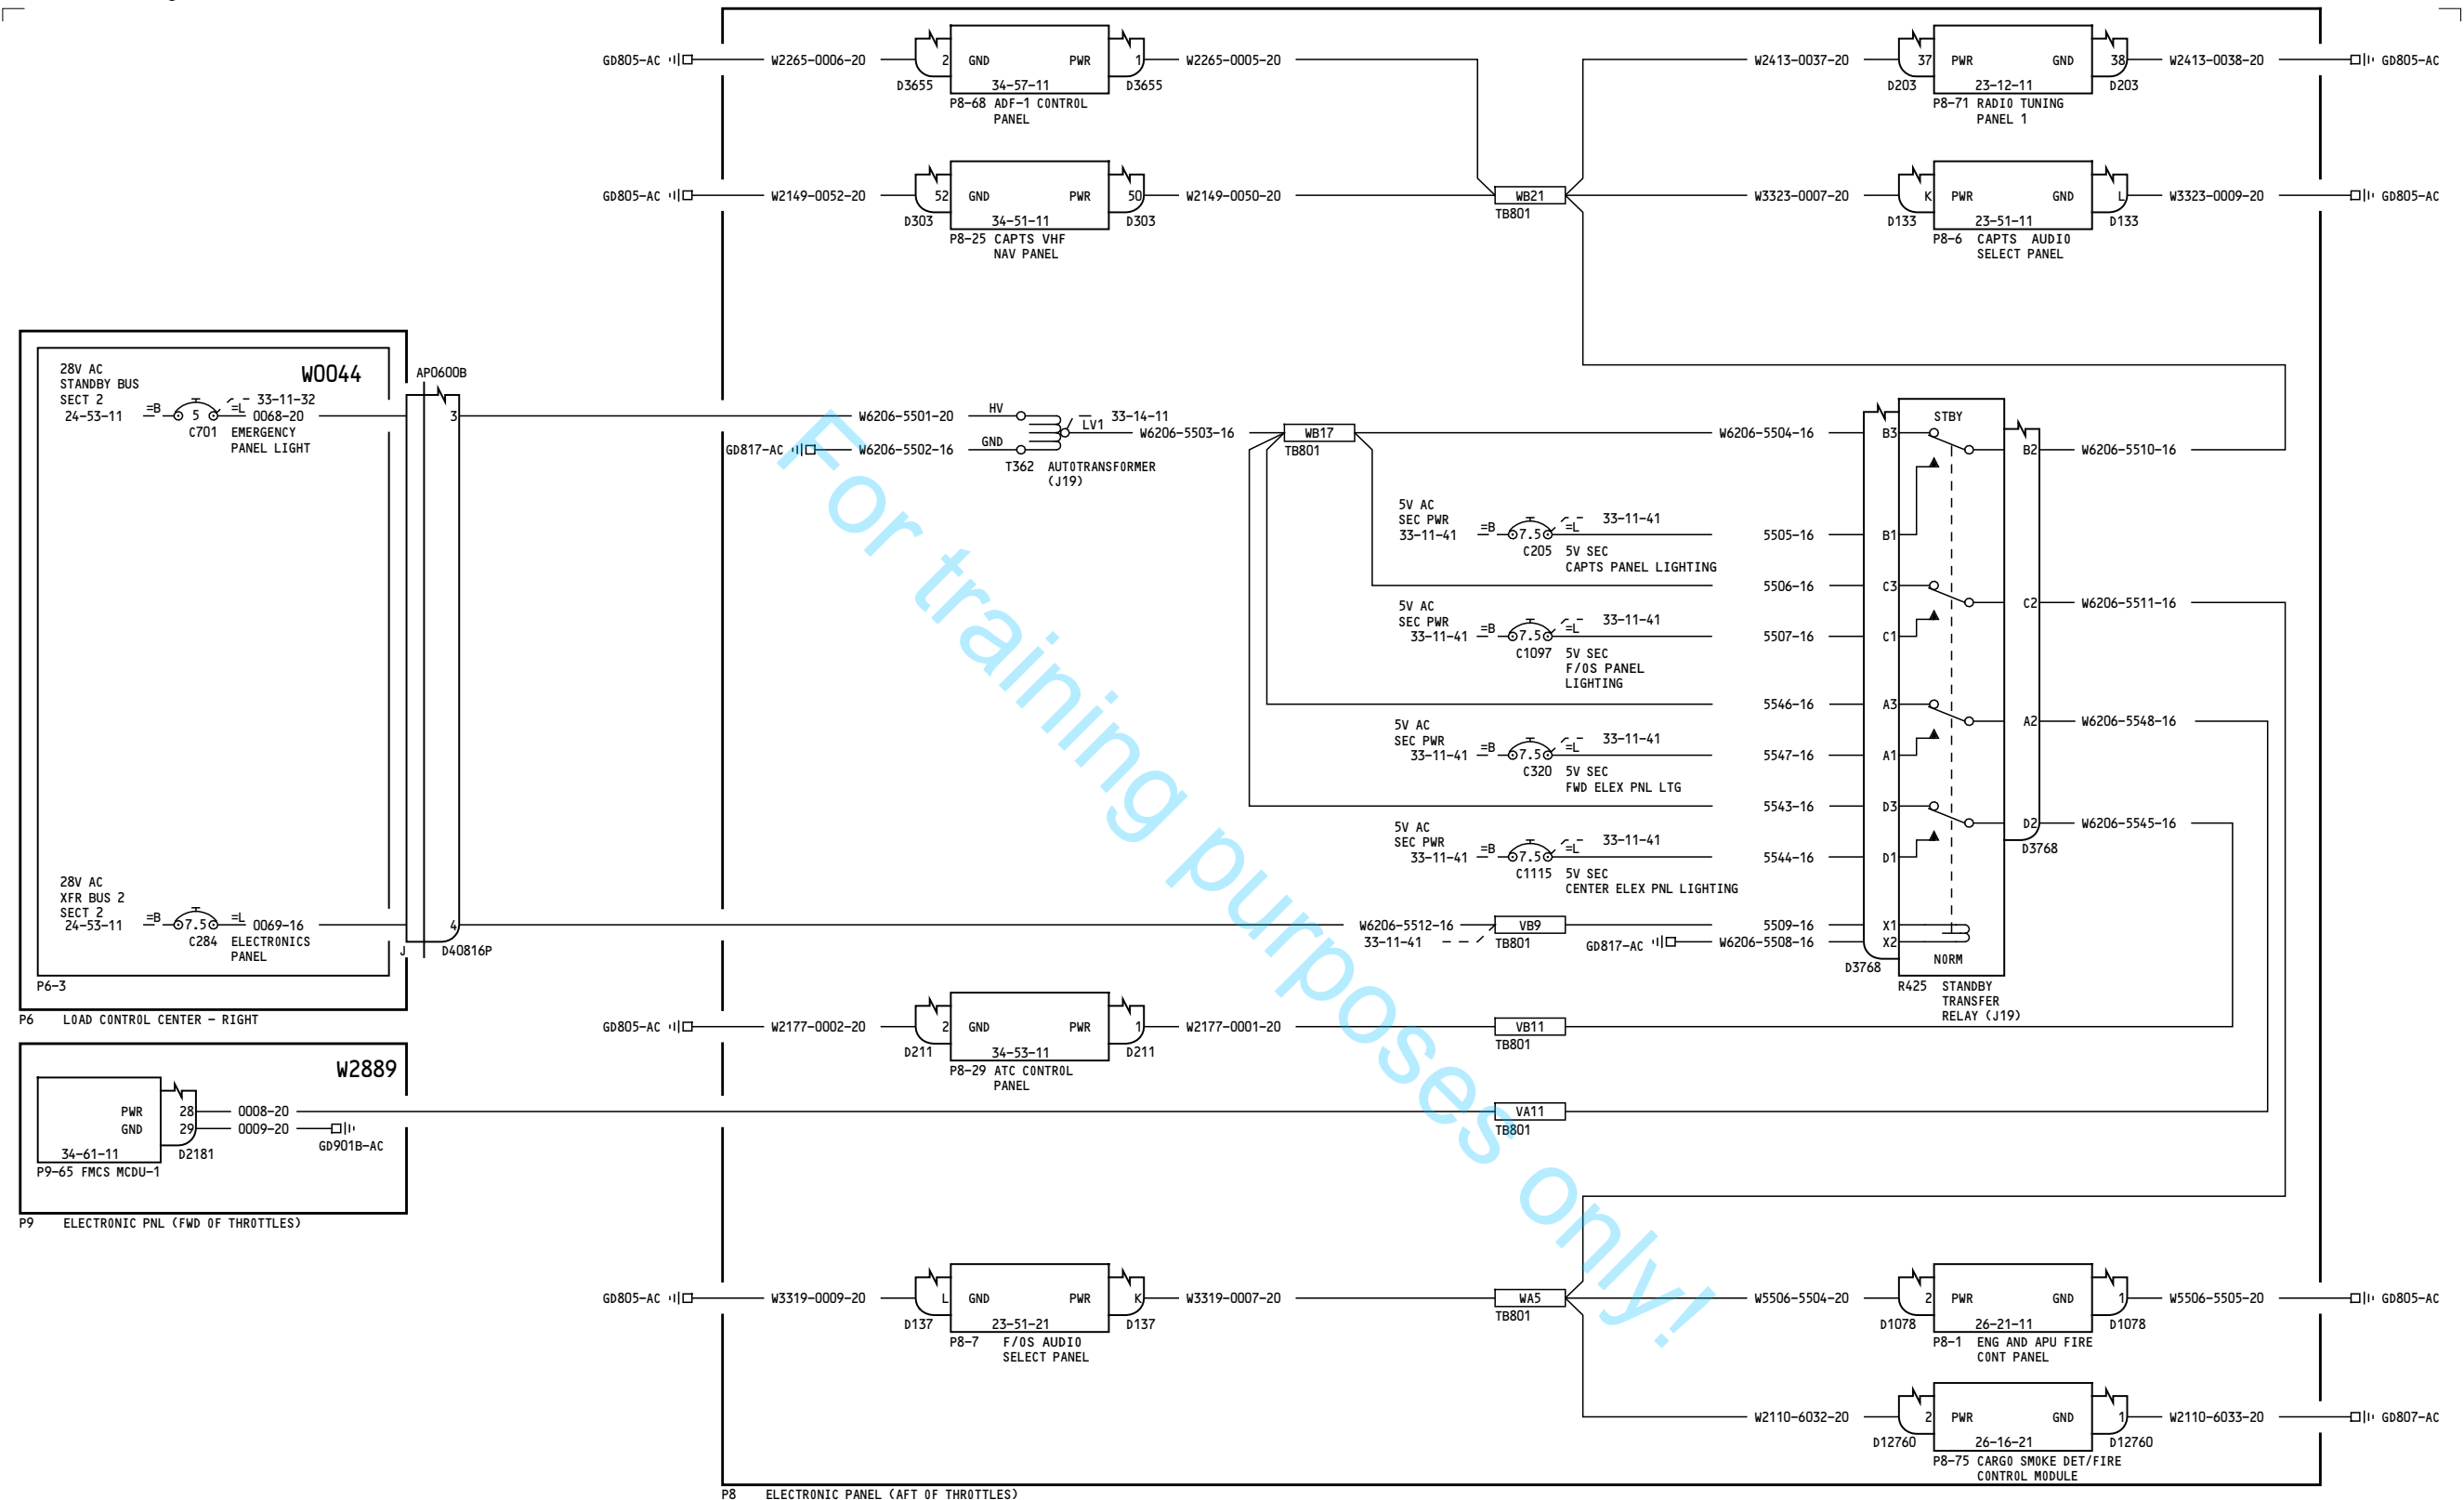 GD805-AC
W2265-0006-20
2
GND
PWR
1
W2265-0005-20
D3655
34-57-11
D3655
P8-68 ADF-1 CONTROL
PANEL
W2413-0037-20
37
PWR
GND
38
W2413-0038-20
GD805-AC
D203
23-12-11
D203
P8-71 RADIO TUNING
PANEL 1
GD805-AC
W2149-0052-20
52
GND
PWR
50
W2149-0050-20
D303
34-51-11
D303
P8-25 CAPTS VHF
NAV PANEL
WB21
TB801
W3323-0007-20
K
PWR
GND
L
W3323-0009-20
GD805-AC
D133
23-51-11
D133
P8-6 CAPTS AUDIO
SELECT PANEL
W0044
28V AC
STANDBY BUS
SECT 2
24-53-11
=B
5
=L
33-11-32
0068-20
C701 EMERGENCY
PANEL LIGHT
AP0600B
3
W6206-5501-20
HV
GD817-AC
W6206-5502-16
GND
LV1
33-14-11
W6206-5503-16
T362 AUTOTRANSFORMER
(J19)
WB17
TB801
W6206-5504-16
B3
STBY
B2
W6206-5510-16
5V AC
SEC PWR
33-11-41
=B
7.5
=L
33-11-41
C205 5V SEC
CAPTS PANEL LIGHTING
5505-16
B1
5506-16
C3
C2
W6206-5511-16
5V AC
SEC PWR
33-11-41
=B
7.5
=L
33-11-41
C1097 5V SEC
F/OS PANEL
LIGHTING
5507-16
C1
5546-16
A3
A2
W6206-5548-16
5V AC
SEC PWR
33-11-41
=B
7.5
=L
33-11-41
C320 5V SEC
FWD ELEX PNL LTG
5547-16
A1
5543-16
D3
D2
W6206-5545-16
D3768
5V AC
SEC PWR
33-11-41
=B
7.5
=L
33-11-41
C1115 5V SEC
CENTER ELEX PNL LIGHTING
5544-16
D1
28V AC
XFR BUS 2
SECT 2
24-53-11
=B
7.5
=L
0069-16
C284 ELECTRONICS
PANEL
4
J
D40816P
W6206-5512-16
33-11-41
VB9
TB801
5509-16
X1
GD817-AC
W6206-5508-16
X2
NORM
D3768
R425 STANDBY
TRANSFER
RELAY (J19)
P6-3
P6 LOAD CONTROL CENTER - RIGHT
GD805-AC
W2177-0002-20
2
GND
PWR
1
W2177-0001-20
D211
34-53-11
D211
P8-29 ATC CONTROL
PANEL
VB11
TB801
W2889
PWR
28
0008-20
GND
29
0009-20
GD901B-AC
34-61-11
D2181
P9-65 FMCS MCDU-1
VA11
TB801
P9 ELECTRONIC PNL (FWD OF THROTTLES)
GD805-AC
W3319-0009-20
L
GND
PWR
K
W3319-0007-20
D137
23-51-21
D137
P8-7 F/OS AUDIO
SELECT PANEL
WA5
TB801
W5506-5504-20
2
PWR
GND
1
W5506-5505-20
GD805-AC
D1078
26-21-11
D1078
P8-1 ENG AND APU FIRE
CONT PANEL
W2110-6032-20
2
PWR
GND
1
W2110-6033-20
GD807-AC
D12760
26-16-21
D12760
P8-75 CARGO SMOKE DET/FIRE
CONTROL MODULE
P8 ELECTRONIC PANEL (AFT OF THROTTLES)
For training purposes only!